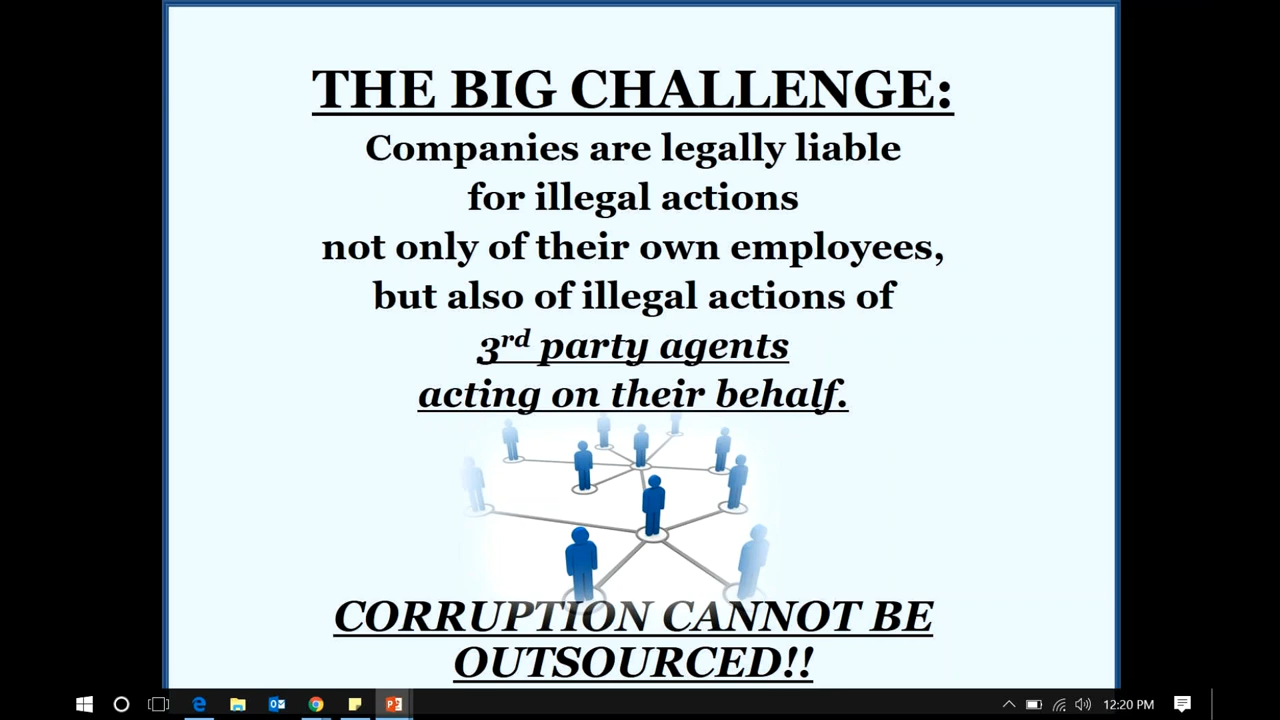 THE BIG CHALLENGE:
Companies are legally liable
for illegal actions
not only of their own employees,
but also of illegal actions of
3rd party agents
acting on their behalf.
CORRUPTION CANNOT BE
OUTSOURCED!!
12:20 PM